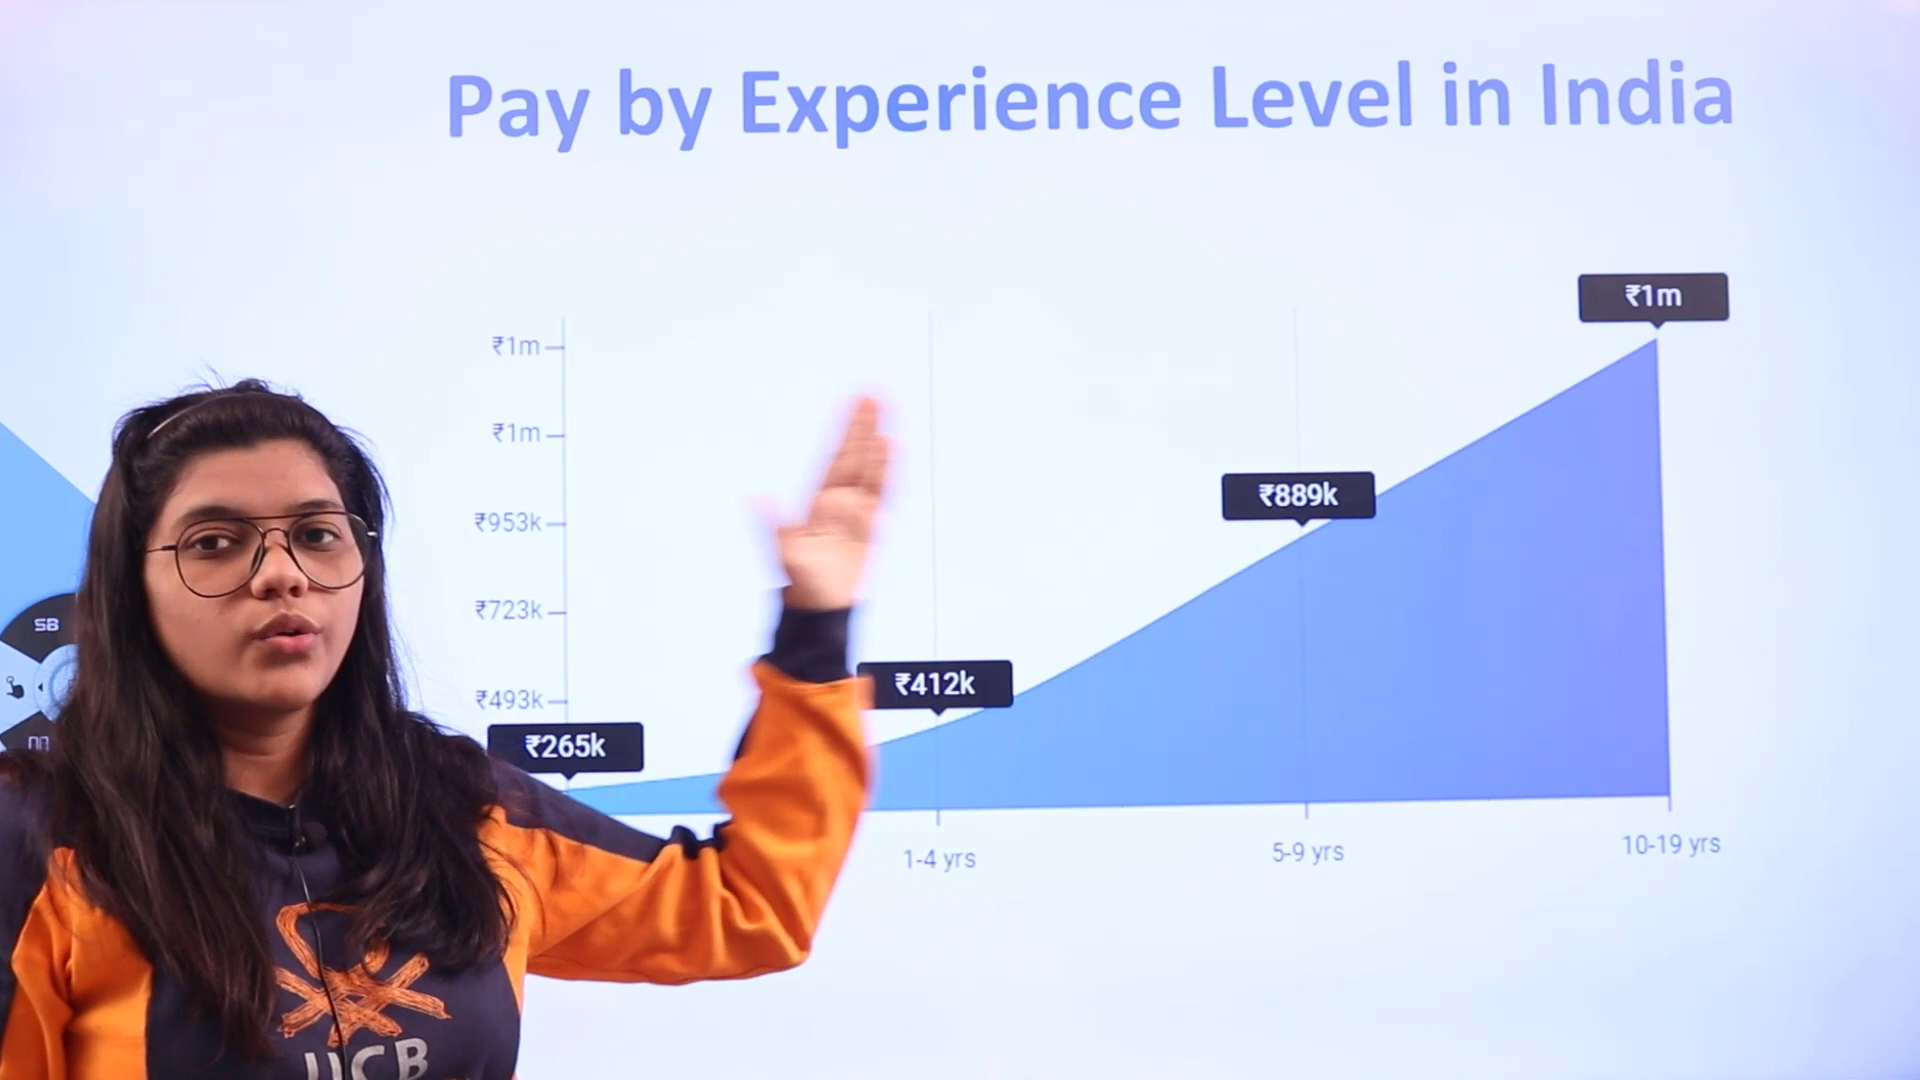 Pay by Experience Level in India
₹1m
₹1m
₹1m
₹889k
₹953k
₹723k
₹412k
₹493k
₹265k
1-4 yrs
5-9 yrs
10-19 yrs
SB
UCB